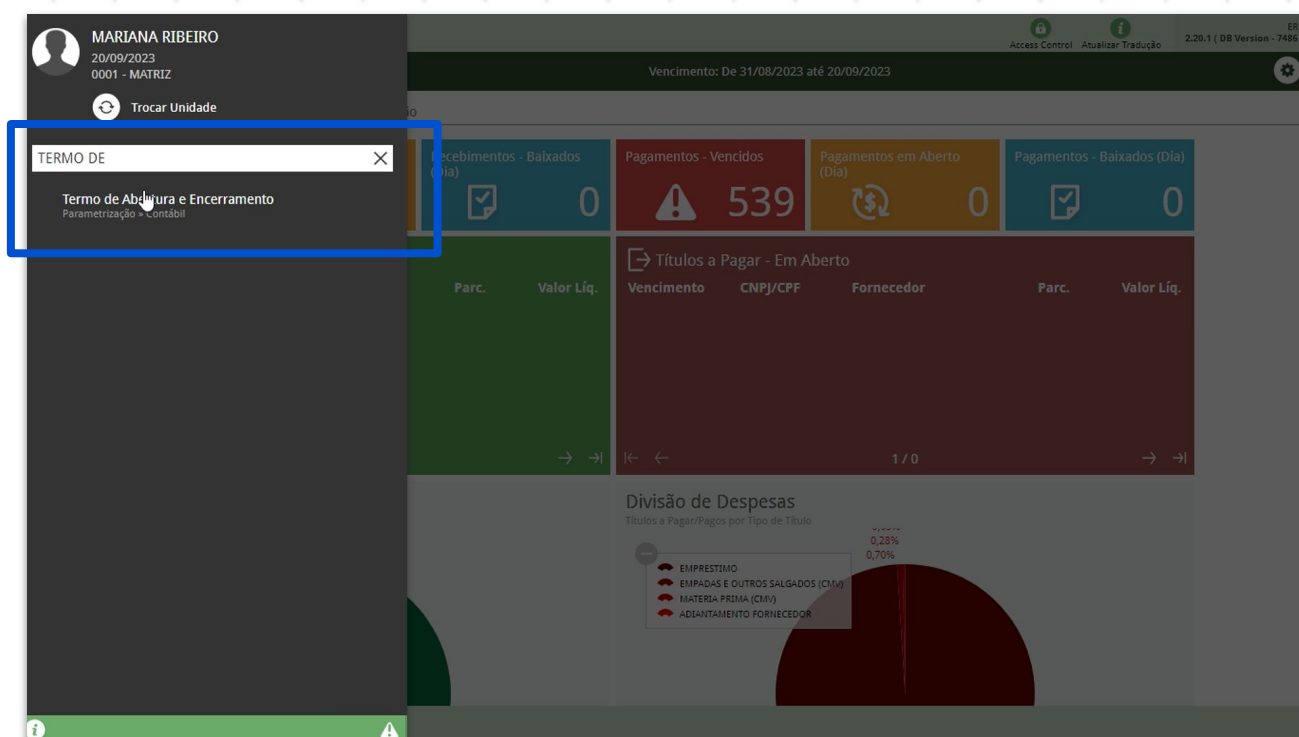 MARIANA RIBEIRO
20/09/2023
0001 - MATRIZ
Trocar Unidade
TERMO DE
Termo de Abertura e Encerramento
Parametrização » Contábil
Access Control
Atualizar Tradução
ER
2.20.1 ( DB Version - 7486
Vencimento: De 31/08/2023 até 20/09/2023
Recebimentos - Baixados
(Dia)
0
Pagamentos - Vencidos
539
Pagamentos em Aberto
(Dia)
0
Pagamentos - Baixados (Dia)
0
Parc. Valor Líq.
Títulos a Pagar - Em Aberto
Vencimento CNPJ/CPF Fornecedor Parc. Valor Líq.
1 / 0
Divisão de Despesas
Títulos a Pagar/Pagos por Tipo de Título
0,28%
0,70%
EMPRESTIMO
EMPADAS E OUTROS SALGADOS (CMV)
MATERIA PRIMA (CMV)
ADIANTAMENTO FORNECEDOR